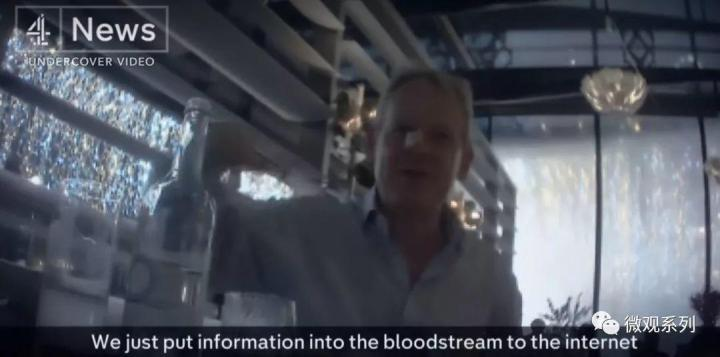 4 News
UNDERCOVER VIDEO
We just put information into the bloodstream to the internet
微观系列